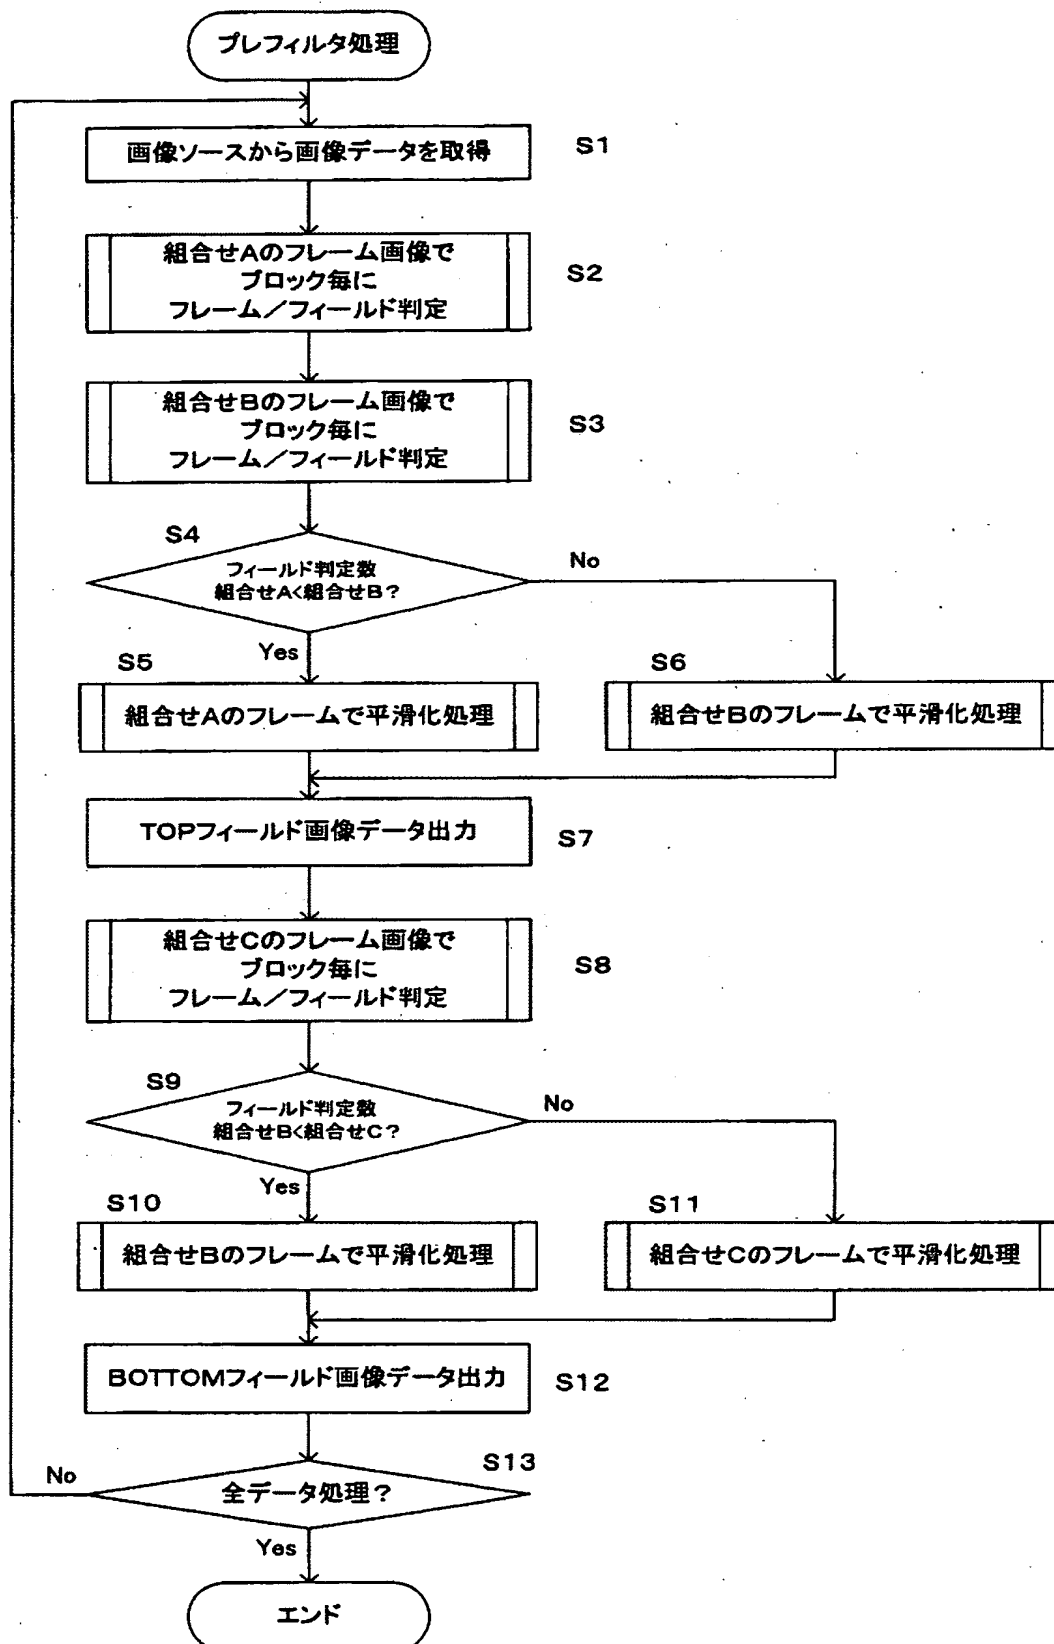 プレフィルタ処理
画像ソースから画像データを取得
S1
組合せAのフレーム画像で
ブロック毎に
フレーム／フィールド判定
S2
組合せBのフレーム画像で
ブロック毎に
フレーム／フィールド判定
S3
S4
フィールド判定数
組合せA<組合せB？
No
Yes
S5
組合せAのフレームで平滑化処理
S6
組合せBのフレームで平滑化処理
TOPフィールド画像データ出力
S7
組合せCのフレーム画像で
ブロック毎に
フレーム／フィールド判定
S8
S9
フィールド判定数
組合せB<組合せC？
No
Yes
S10
組合せBのフレームで平滑化処理
S11
組合せCのフレームで平滑化処理
BOTTOMフィールド画像データ出力
S12
S13
全データ処理？
No
Yes
エンド